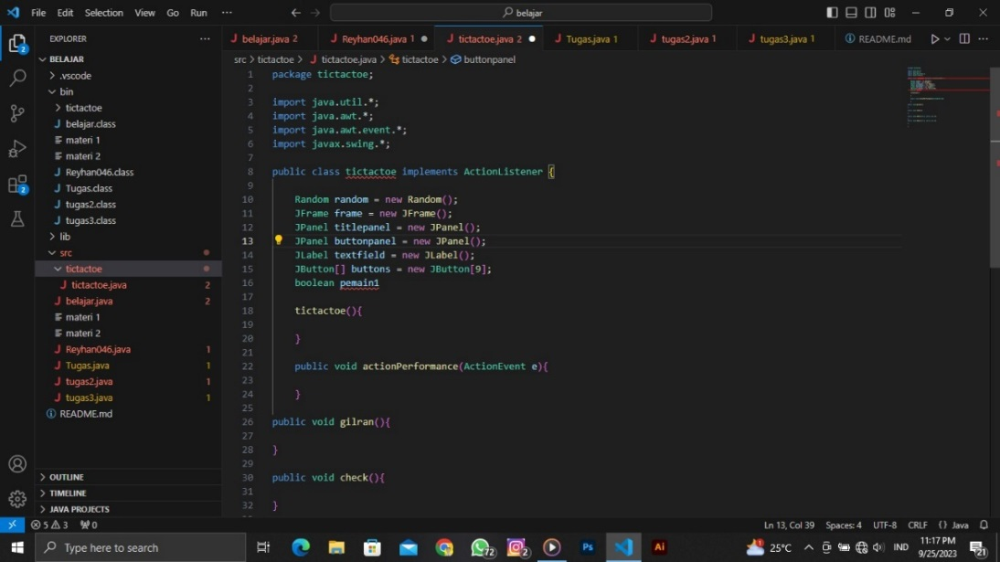 File Edit Selection View Go Run ··· ← → belajar
EXPLORER ···
BELAJAR
.vscode
bin
tictactoe
belajar.class
materi 1
materi 2
Reyhan046.class
Tugas.class
tugas2.class
tugas3.class
lib
src
tictactoe
tictactoe.java 2
belajar.java 2
materi 1
materi 2
Reyhan046.java 1
Tugas.java 1
tugas2.java 1
tugas3.java 1
README.md
OUTLINE
TIMELINE
JAVA PROJECTS
belajar.java 2 Reyhan046.java 1 tictactoe.java 2 Tugas.java 1 tugas2.java 1 tugas3.java 1 README.md
src > tictactoe > tictactoe.java > tictactoe > buttonpanel
1 package tictactoe;
2
3 import java.util.*;
4 import java.awt.*;
5 import java.awt.event.*;
6 import javax.swing.*;
7
8 public class tictactoe implements ActionListener {
9
10 Random random = new Random();
11 JFrame frame = new JFrame();
12 JPanel titlepanel = new JPanel();
13 JPanel buttonpanel = new JPanel();
14 JLabel textfield = new JLabel();
15 JButton[] buttons = new JButton[9];
16 boolean pemain1
17
18 tictactoe(){
19
20 }
21
22 public void actionPerformance(ActionEvent e){
23
24 }
25
26 public void gilran(){
27
28 }
29
30 public void check(){
31
32 }
5 3 0 Ln 13, Col 39 Spaces: 4 UTF-8 CRLF {} Java
Type here to search 72 2 Ps Ai 25°C IND 11:17 PM 9/25/2023 21